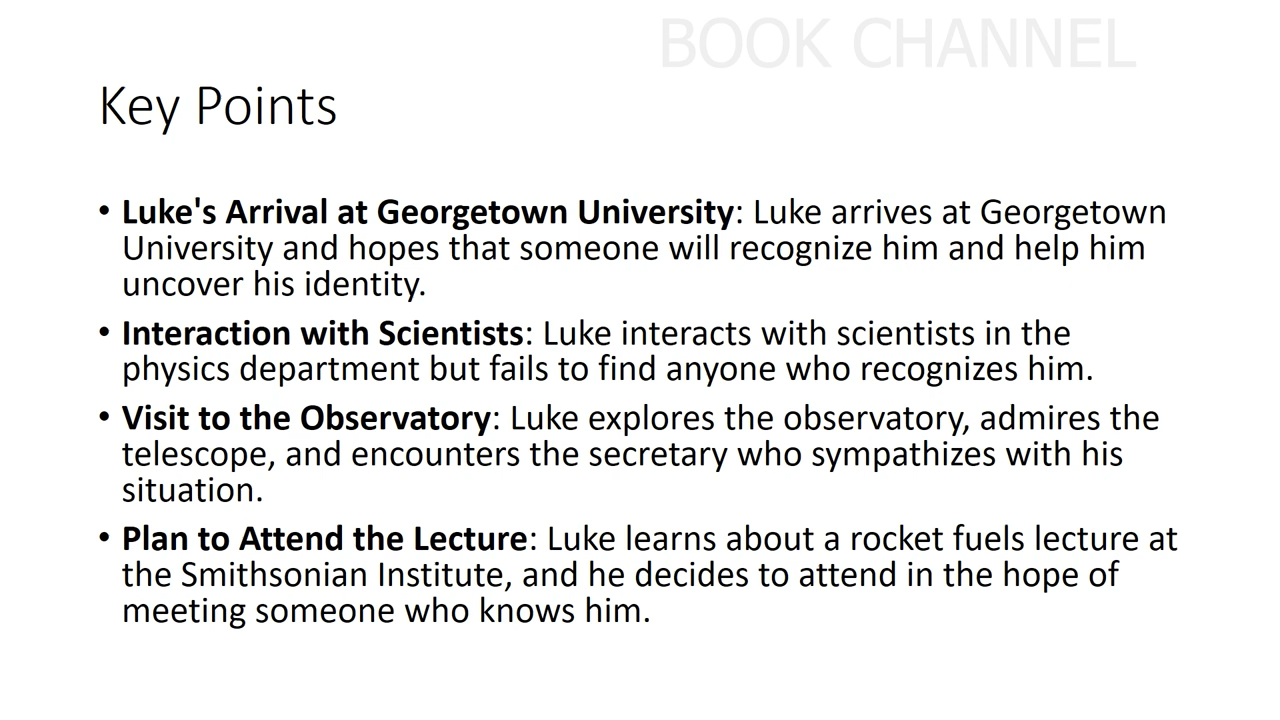 BOOK CHANNEL
Key Points
• Luke's Arrival at Georgetown University: Luke arrives at Georgetown
University and hopes that someone will recognize him and help him
uncover his identity.
• Interaction with Scientists: Luke interacts with scientists in the
physics department but fails to find anyone who recognizes him.
• Visit to the Observatory: Luke explores the observatory, admires the
telescope, and encounters the secretary who sympathizes with his
situation.
• Plan to Attend the Lecture: Luke learns about a rocket fuels lecture at
the Smithsonian Institute, and he decides to attend in the hope of
meeting someone who knows him.